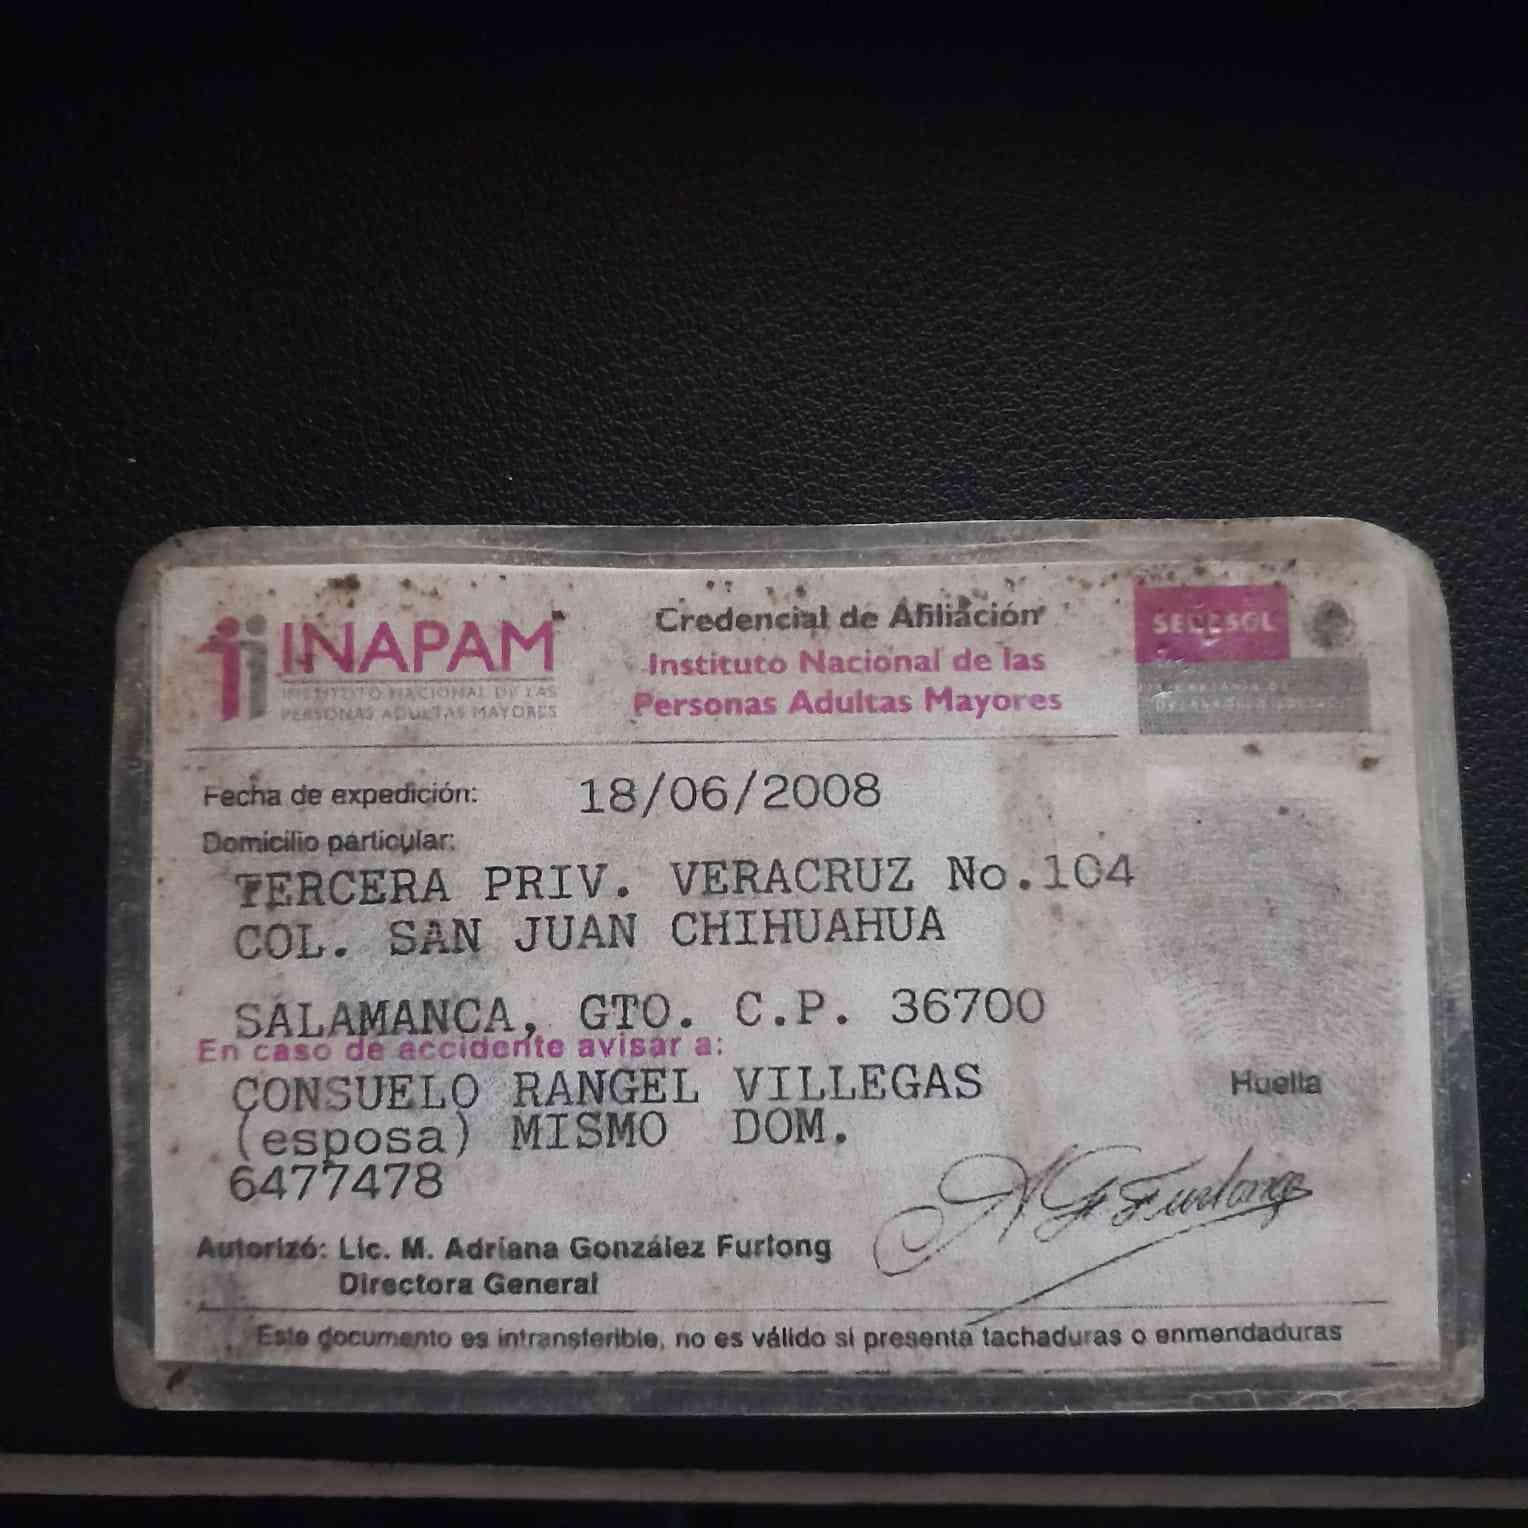 INAPAM
INSTITUTO NACIONAL DE LAS
PERSONAS ADULTAS MAYORES
Credencial de Afiliación
Instituto Nacional de las
Personas Adultas Mayores
SEDESOL
Fecha de expedición: 18/06/2008
Domicilio particular:
TERCERA PRIV. VERACRUZ No.104
COL. SAN JUAN CHIHUAHUA
SALAMANCA, GTO. C.P. 36700
En caso de accidente avisar a:
CONSUELO RANGEL VILLEGAS
(esposa) MISMO DOM.
6477478
Huella
A G Furlong
Autorizó: Lic. M. Adriana González Furlong
Directora General
Este documento es intransferible, no es válido si presenta tachaduras o enmendaduras